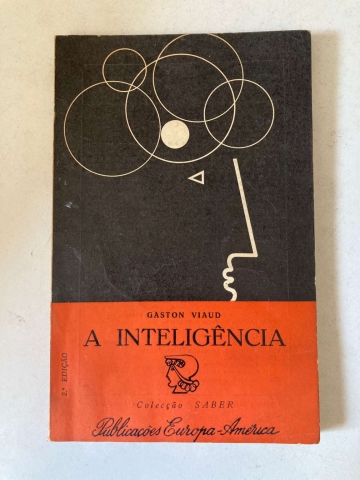 GASTON VIAUD
A INTELIGÊNCIA
2.ª EDIÇÃO
Colecção SABER
Publicações Europa-América